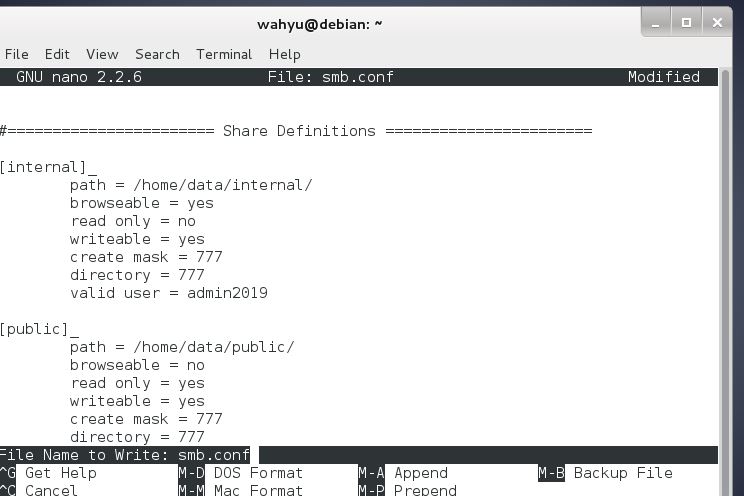 wahyu@debian: ~
File Edit View Search Terminal Help
GNU nano 2.2.6 File: smb.conf Modified
#======================= Share Definitions =======================
[internal]_
path = /home/data/internal/
browseable = yes
read only = no
writeable = yes
create mask = 777
directory = 777
valid user = admin2019
[public]_
path = /home/data/public/
browseable = no
read only = yes
writeable = yes
create mask = 777
directory = 777
File Name to Write: smb.conf
^G Get Help M-D DOS Format M-A Append M-B Backup File
^C Cancel M-M Mac Format M-P Prepend